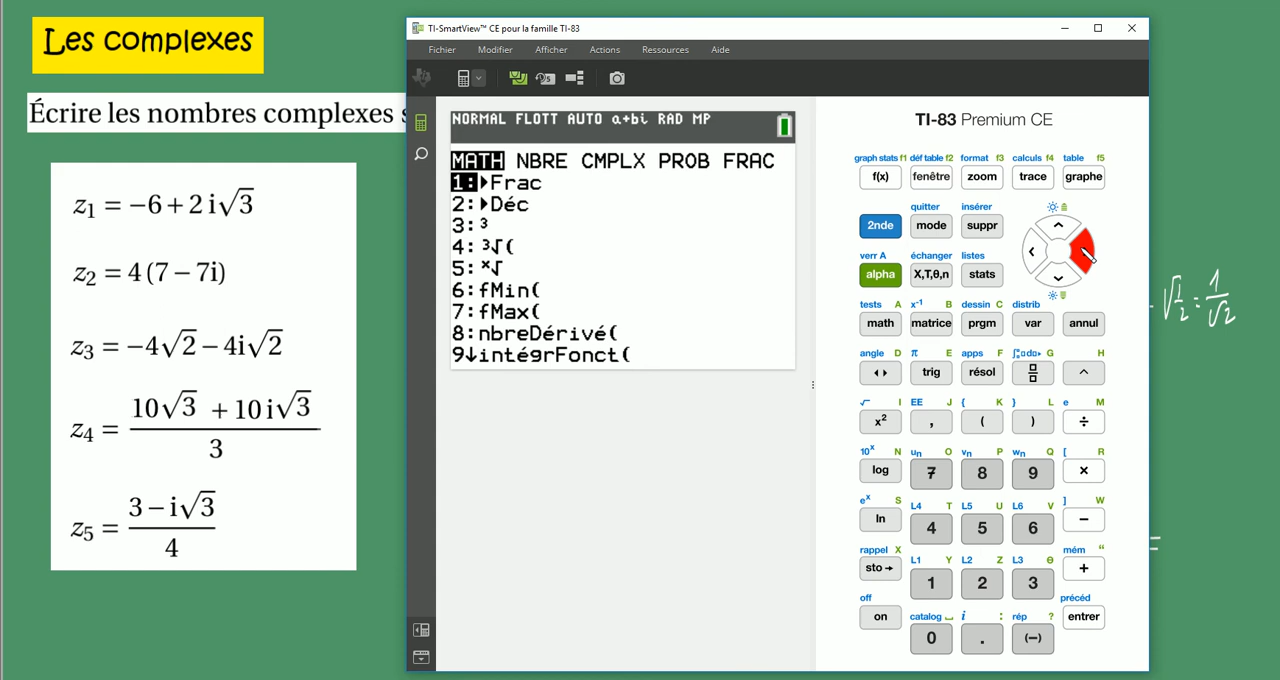 Les complexes
Écrire les nombres complexes
z₁ = −6 + 2 i√3
z₂ = 4 (7 − 7i)
z₃ = −4√2 − 4i√2
z₄ = (10√3 + 10 i√3)/3
z₅ = (3 − i√3)/4
TI-SmartView™ CE pour la famille TI-83
Fichier Modifier Afficher Actions Ressources Aide
NORMAL FLOTT AUTO a+bi RAD MP
MATH NBRE CMPLX PROB FRAC
1:▶Frac
2:▶Déc
3:³
4:³√(
5:ˣ√
6:fMin(
7:fMax(
8:nbreDérivé(
9↓intégrFonct(
TI-83 Premium CE
graph stats f1 déf table f2 format f3 calculs f4 table f5
f(x) fenêtre zoom trace graphe
quitter insérer
2nde mode suppr
verr A échanger listes
alpha X,T,θ,n stats
tests A x⁻¹ B dessin C distrib
math matrice prgm var annul
angle D π E apps F G H
◂ ▸ trig résol □/□ ^
√ I EE J { K } L e M
x² , ( ) ÷
10ˣ N uₙ O vₙ P wₙ Q [ R
log 7 8 9 ×
eˣ S L4 T L5 U L6 V ] W
ln 4 5 6 −
rappel X L1 Y L2 Z L3 θ mém "
sto→ 1 2 3 +
off catalog ␣ i : rép ? précéd
on 0 . (−) entrer
√1/2 = 1/√2
=